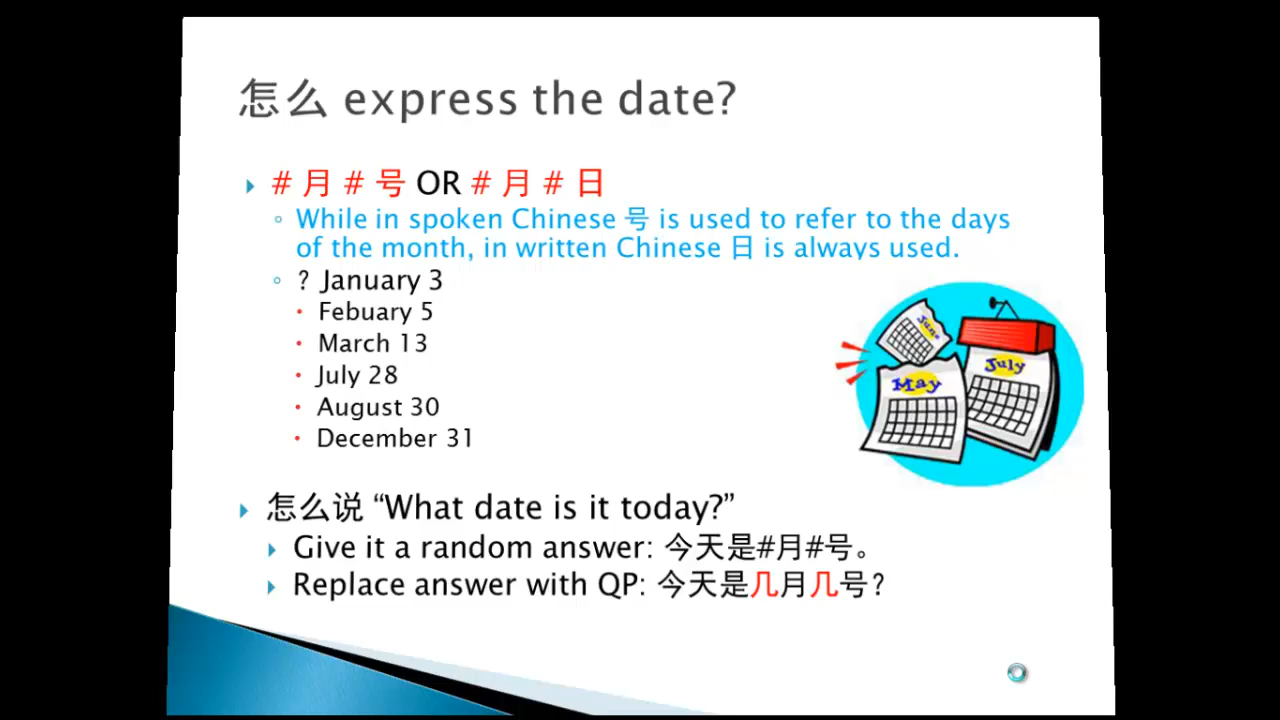 怎么 express the date?
# 月 # 号 OR # 月 # 日
While in spoken Chinese 号 is used to refer to the days
of the month, in written Chinese 日 is always used.
? January 3
Febuary 5
March 13
July 28
August 30
December 31
June
May
July
怎么说 “What date is it today?”
Give it a random answer: 今天是#月#号。
Replace answer with QP: 今天是几月几号?